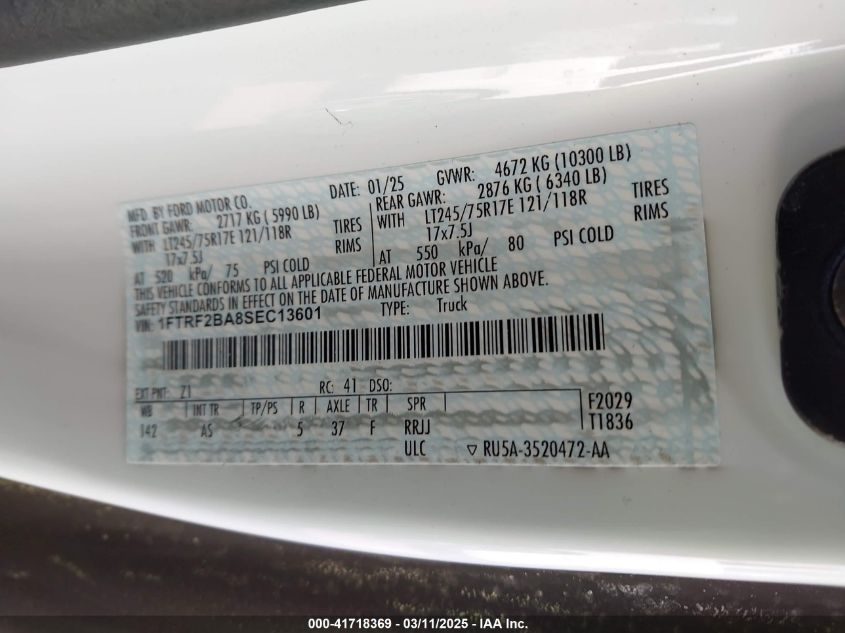 MFD. BY FORD MOTOR CO.
DATE: 01/25 GVWR: 4672 KG (10300 LB)
FRONT GAWR: 2717 KG ( 5990 LB)
REAR GAWR: 2876 KG ( 6340 LB)
WITH LT245/75R17E 121/118R TIRES
WITH LT245/75R17E 121/118R TIRES
17x7.5J RIMS
17x7.5J RIMS
AT 520 kPa/ 75 PSI COLD
AT 550 kPa/ 80 PSI COLD
THIS VEHICLE CONFORMS TO ALL APPLICABLE FEDERAL MOTOR VEHICLE
SAFETY STANDARDS IN EFFECT ON THE DATE OF MANUFACTURE SHOWN ABOVE.
VIN: 1FTRF2BA8SEC13601 TYPE: Truck
EXT PNT: Z1 RC: 41 DSO:
WB INT TR TP/PS R AXLE TR SPR F2029
142 AS 5 37 F RRJJ T1836
ULC ▽ RU5A-3520472-AA
000-41718369 - 03/11/2025 - IAAI.com